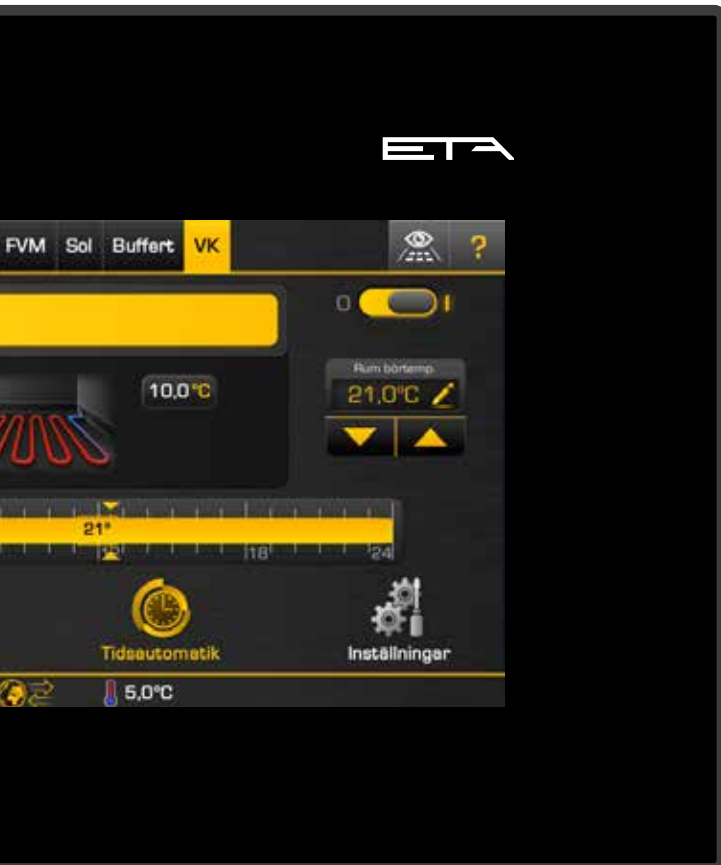 ETA
FVM Sol Buffert VK ?
0 I
10,0°C
Rum börtemp.
21,0°C
21°
12 18 24
Tidsautomatik Inställningar
5,0°C